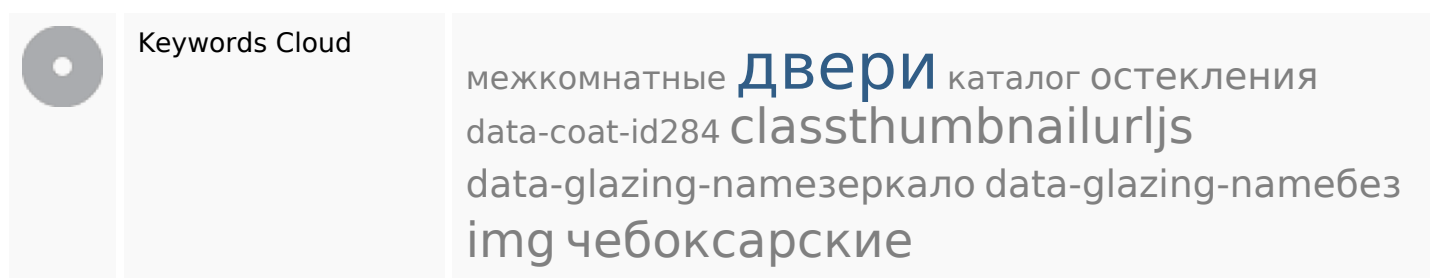 Keywords Cloud
межкомнатные двери каталог остекления
data-coat-id284 classthumbnailurljs
data-glazing-nameзеркало data-glazing-nameбез
img чебоксарские